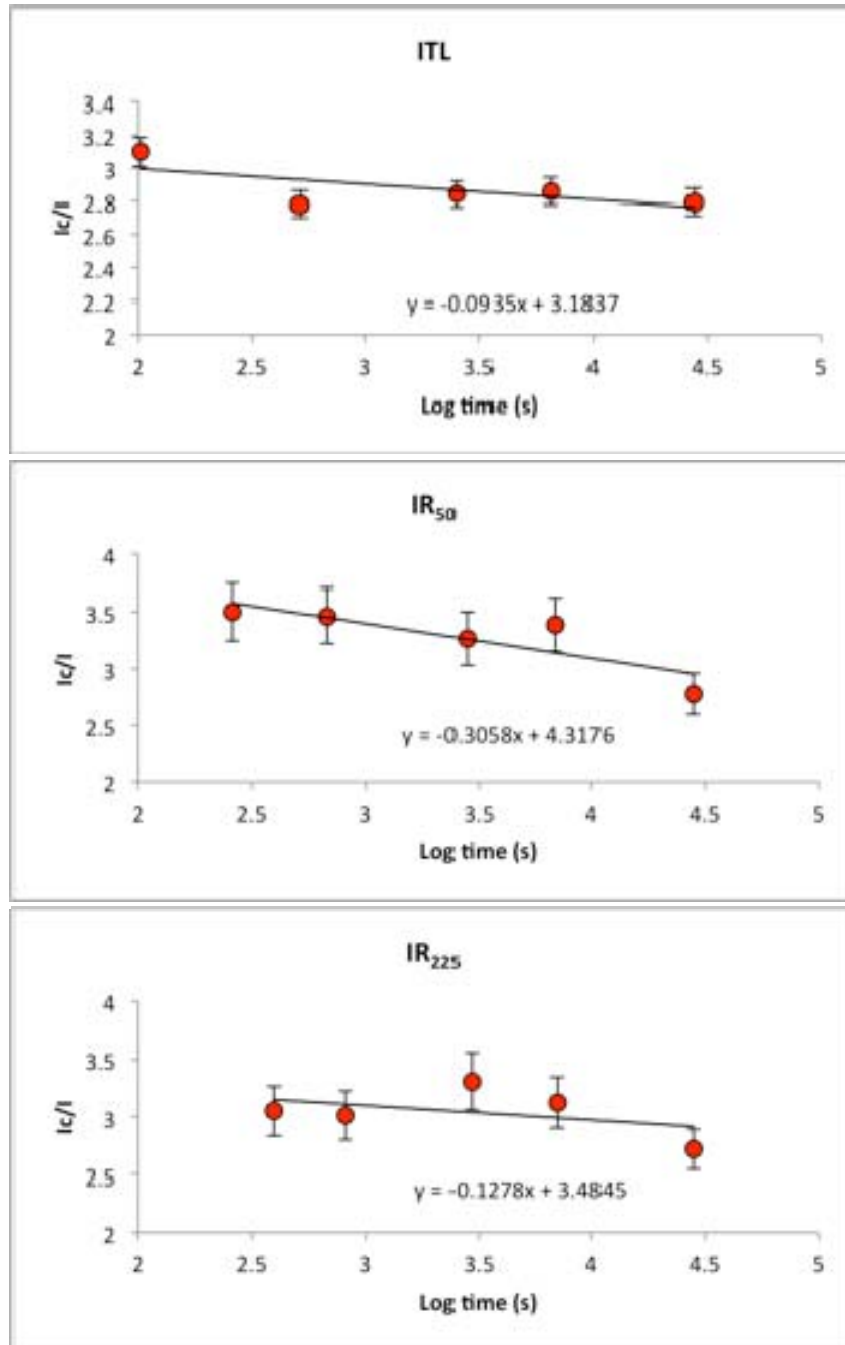 ITL
3.4
3.2
3
2.8
2.6
2.4
2.2
2
Ic/I
y = -0.0935x + 3.1837
2 2.5 3 3.5 4 4.5 5
Log time (s)
IR50
4
3.5
3
2.5
2
Ic/I
y = -0.3058x + 4.3176
2 2.5 3 3.5 4 4.5 5
Log time (s)
IR225
4
3.5
3
2.5
2
Ic/I
y = -0.1278x + 3.4845
2 2.5 3 3.5 4 4.5 5
Log time (s)